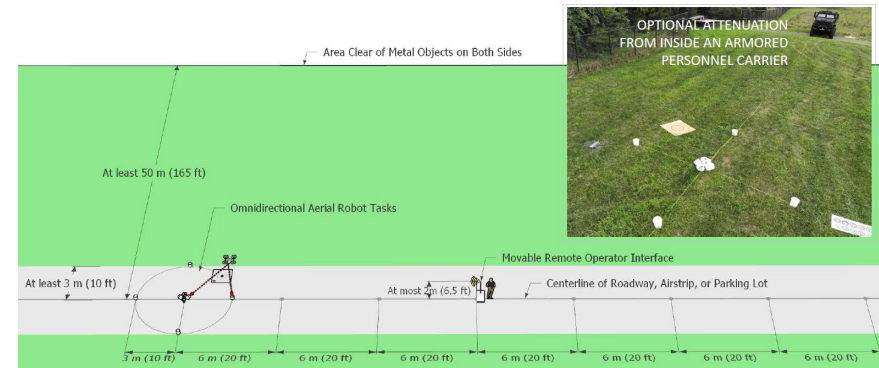 OPTIONAL ATTENUATION
FROM INSIDE AN ARMORED
PERSONNEL CARRIER
Area Clear of Metal Objects on Both Sides
At least 50 m (165 ft)
Omnidirectional Aerial Robot Tasks
Movable Remote Operator Interface
At least 3 m (10 ft)
At most 2m (6.5 ft)
Centerline of Roadway, Airstrip, or Parking Lot
3 m (10 ft) 6 m (20 ft) 6 m (20 ft) 6 m (20 ft) 6 m (20 ft) 6 m (20 ft) 6 m (20 ft) 6 m (20 ft)